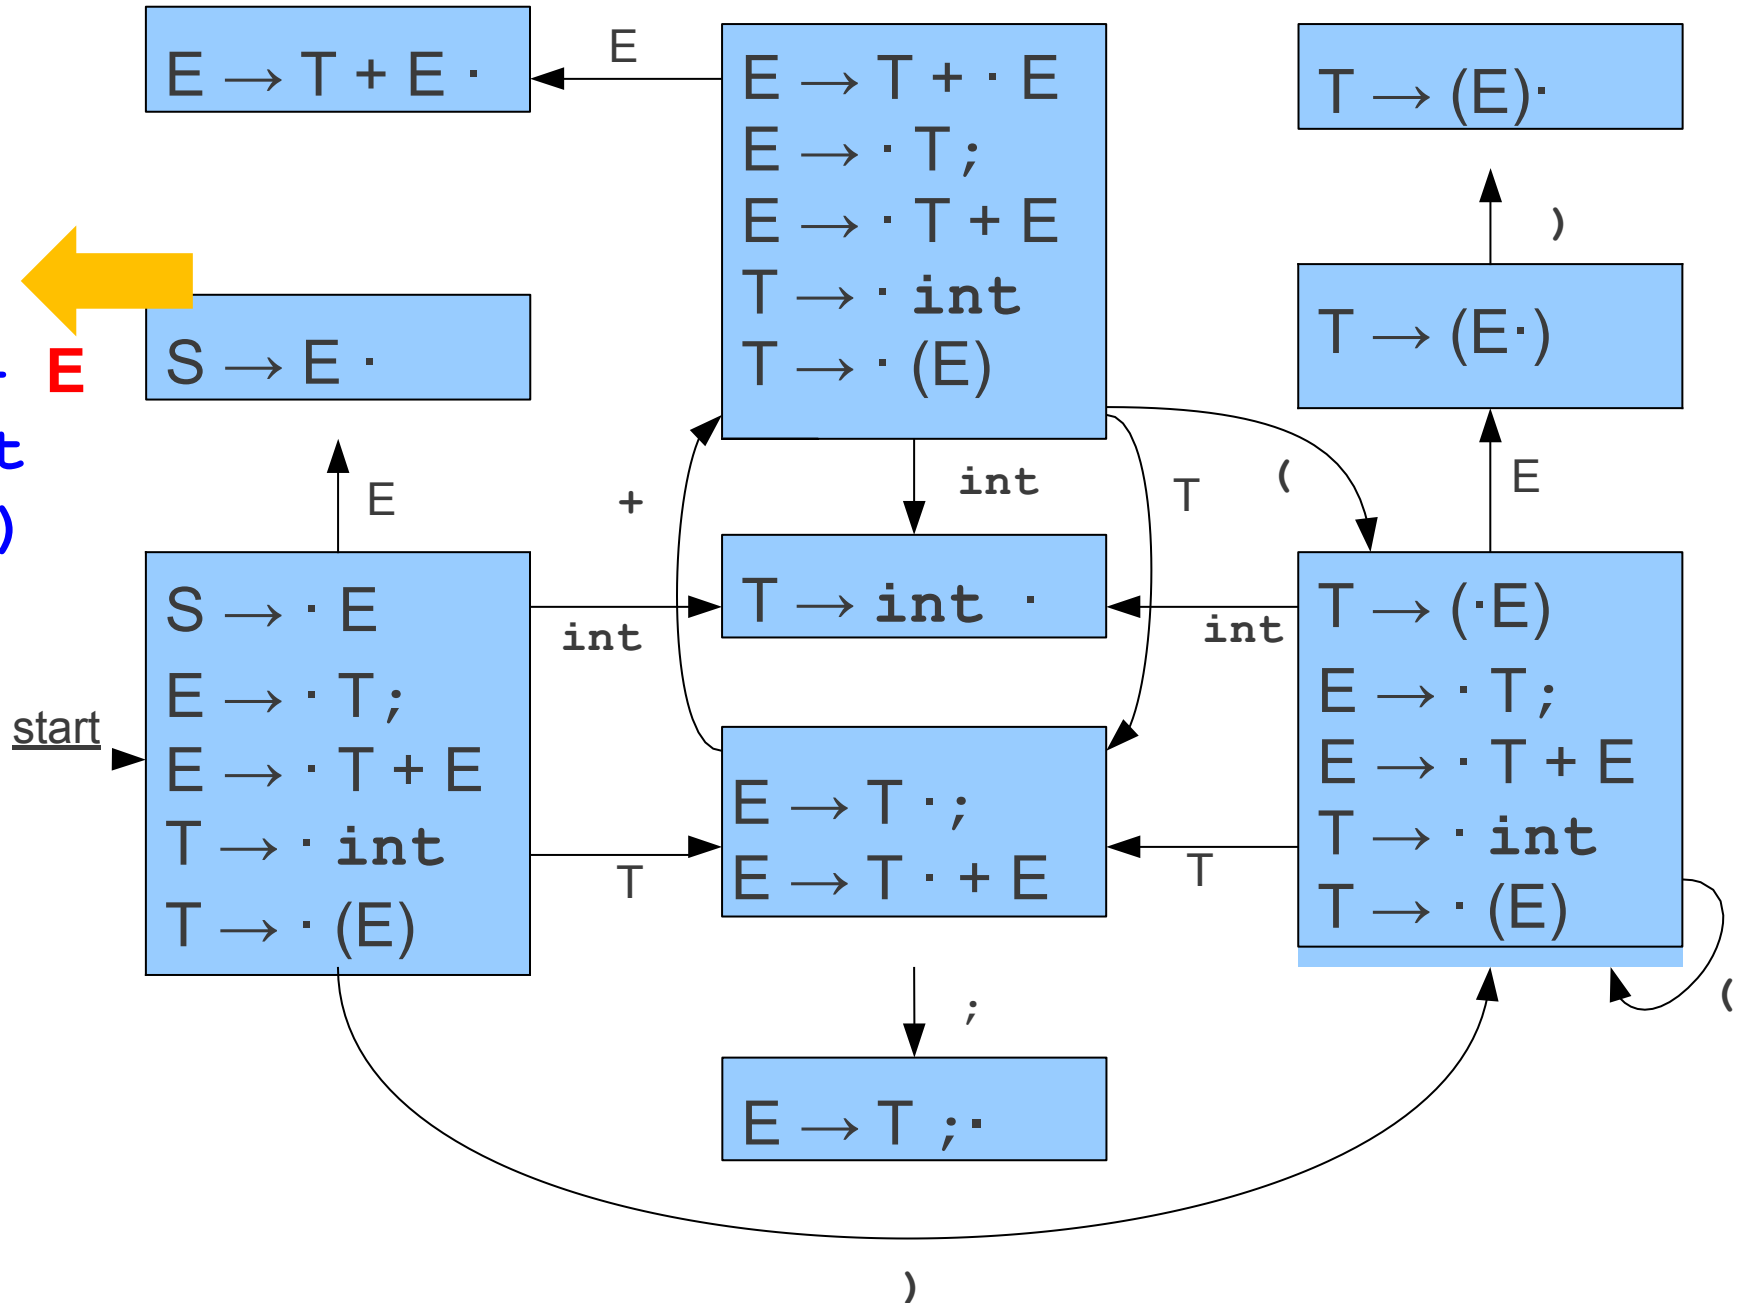 E → T + E ·
E
E → T + · E
E → · T ;
E → · T + E
T → · int
T → · (E)
T → (E)·
)
T → (E·)
E
S → E ·
E
t
)
E
+
int
T
(
E
T → int ·
int
int
S → · E
E → · T ;
E → · T + E
T → · int
T → · (E)
start
T → (·E)
E → · T ;
E → · T + E
T → · int
T → · (E)
E → T · ;
E → T · + E
T
T
(
;
E → T ; ·
)